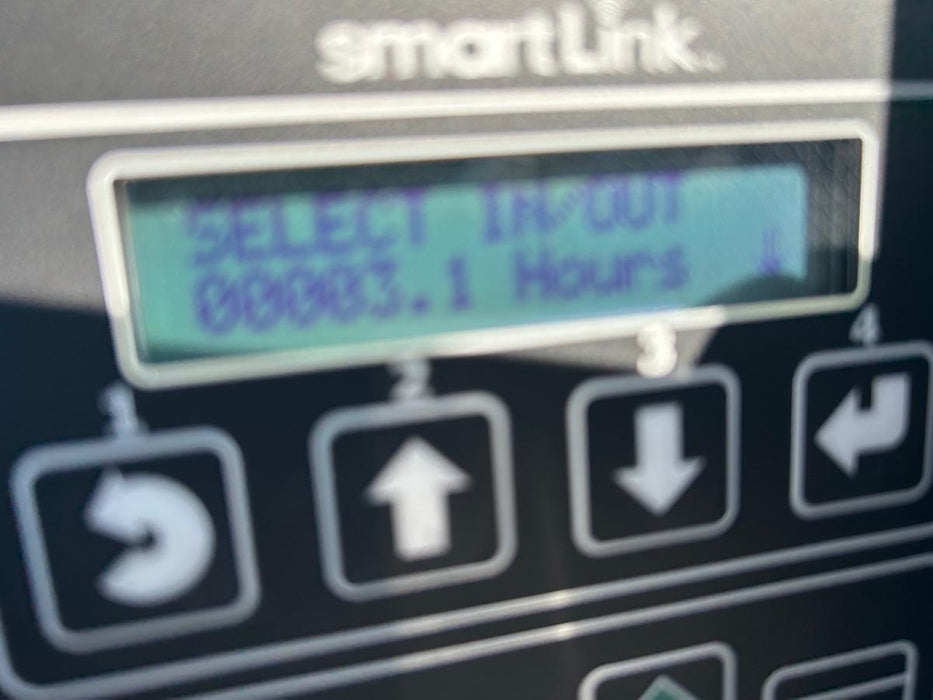 smartLink
SELECT IN/OUT
00003.1 Hours ↓
1 2 3 4